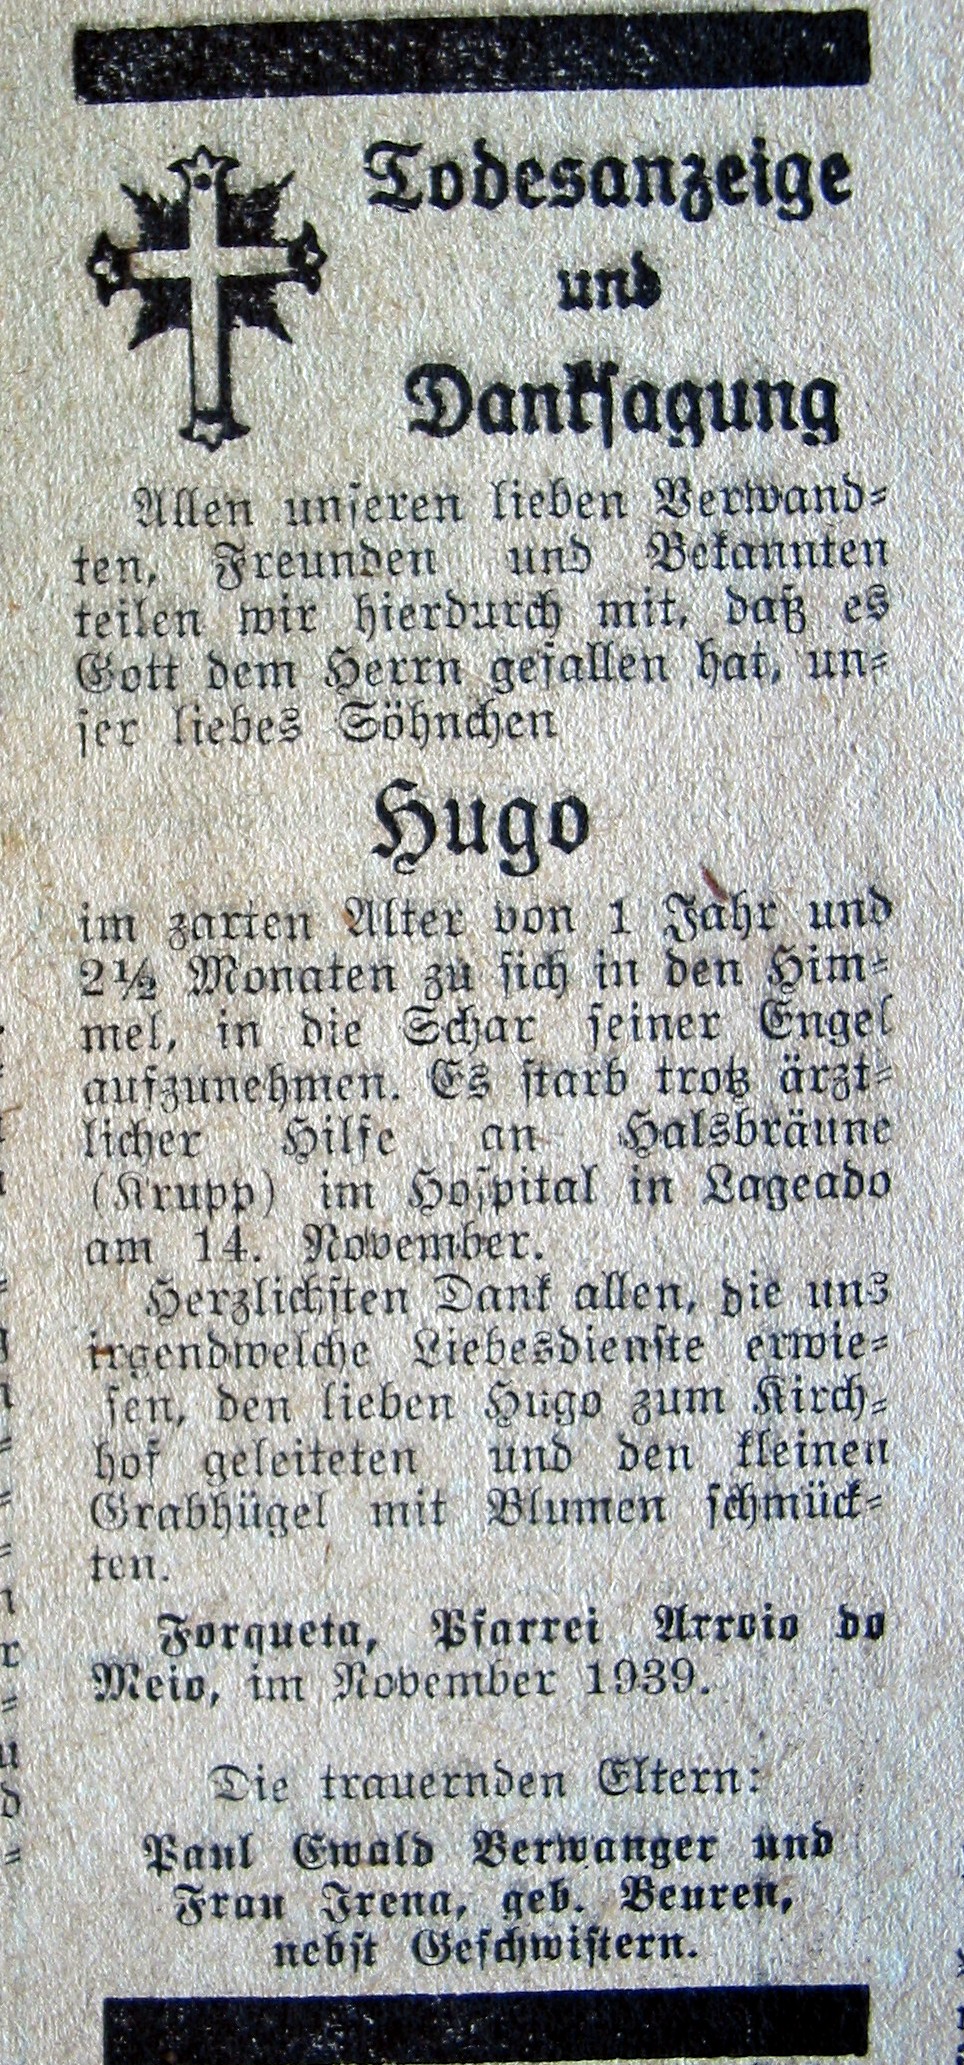 Todesanzeige
und
Danksagung
Allen unseren lieben Verwand-
ten, Freunden und Bekannten
teilen wir hierdurch mit, daß es
Gott dem Herrn gefallen hat, un-
ser liebes Söhnchen
Hugo
im zarten Alter von 1 Jahr und
2½ Monaten zu sich in den Him-
mel, in die Schar seiner Engel
aufzunehmen. Es starb trotz ärzt-
licher Hilfe an Halsbräune
(Krupp) im Hospital in Lageado
am 14. November.
Herzlichsten Dank allen, die uns
irgendwelche Liebesdienste erwie-
sen, den lieben Hugo zum Kirch-
hof geleiteten und den kleinen
Grabhügel mit Blumen schmück-
ten.
Forqueta, Pfarrei Arroio do
Meio, im November 1939.
Die trauernden Eltern:
Paul Ewald Berwanger und
Frau Irena, geb. Beuren,
nebst Geschwistern.